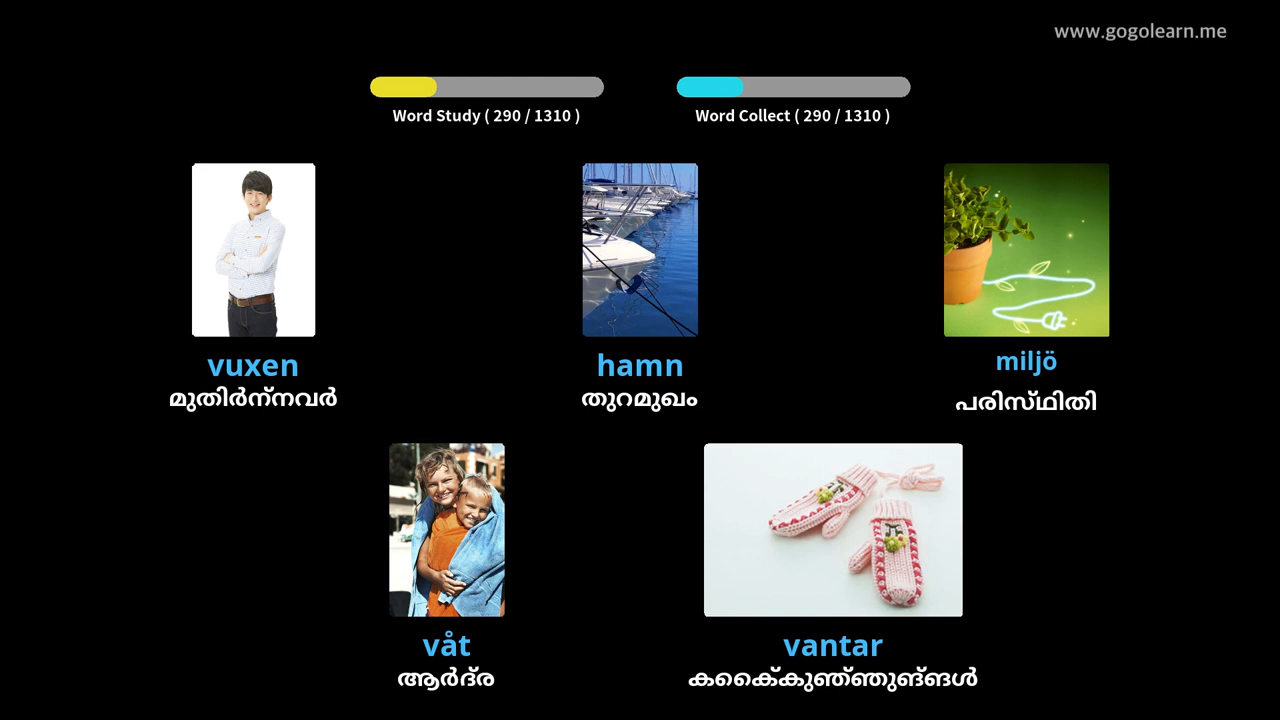 www.gogolearn.me
Word Study ( 290 / 1310 )
Word Collect ( 290 / 1310 )
vuxen
മുതിർന്നവർ
hamn
തുറമുഖം
miljö
പരിസ്ഥിതി
våt
ആർദ്ര
vantar
കൈക്കുഞ്ഞുങ്ങൾ